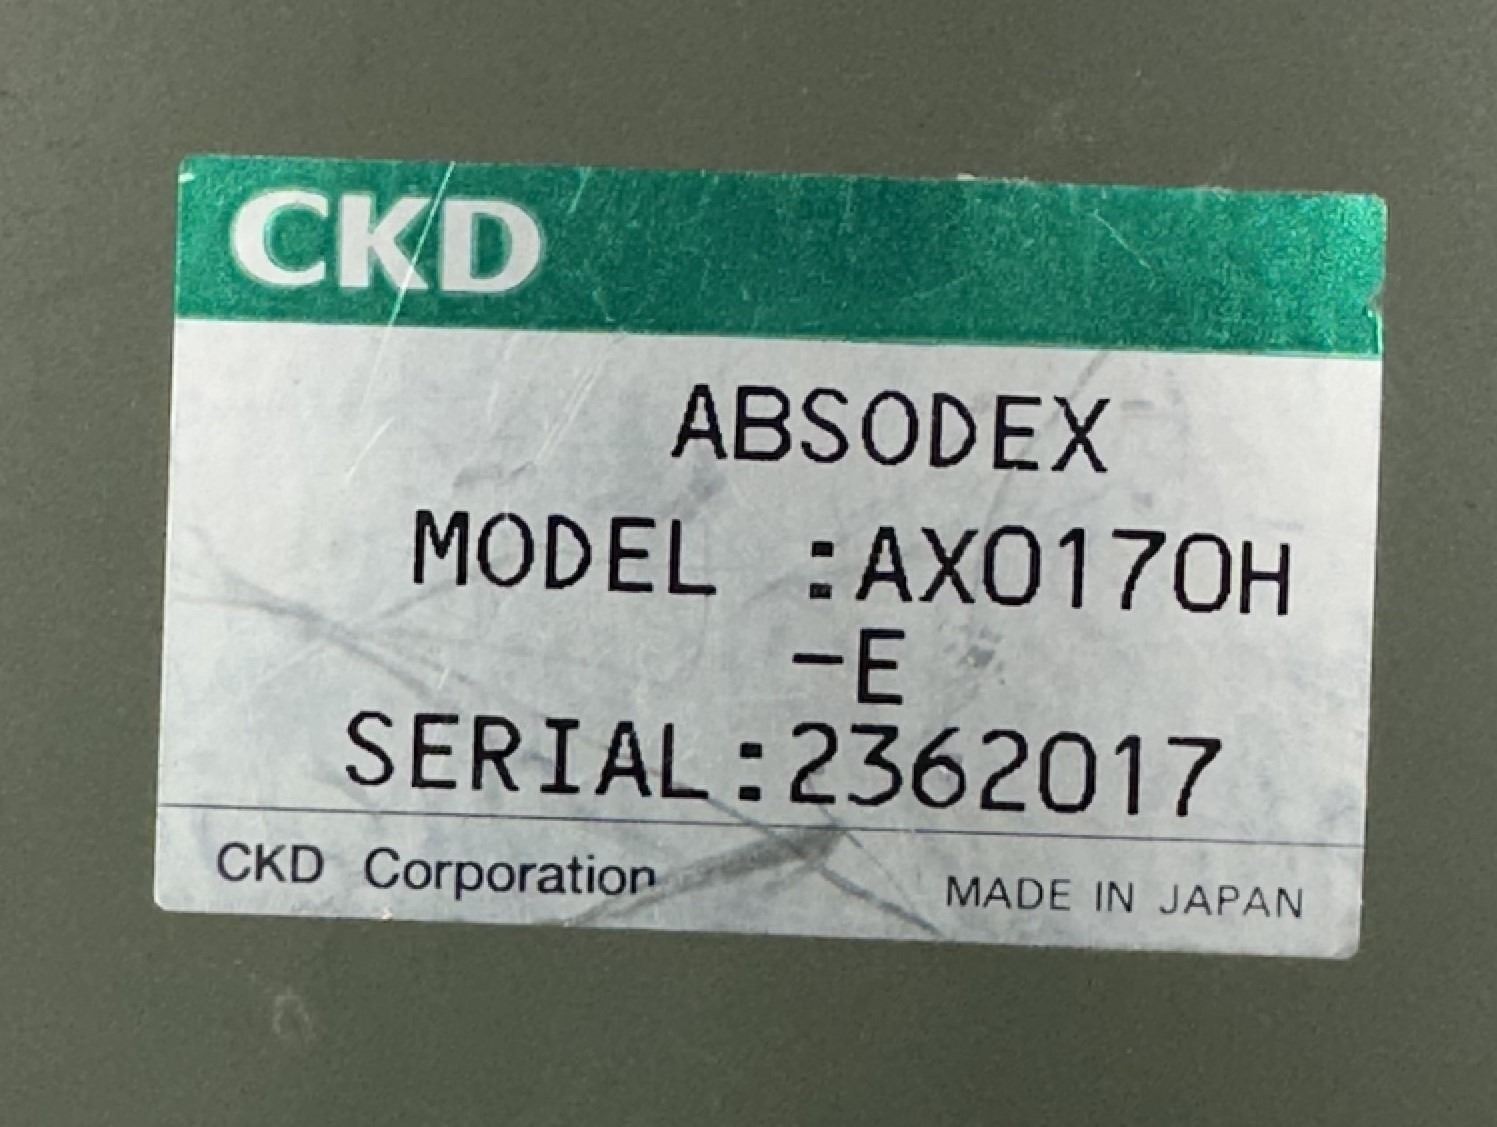 CKD
ABSODEX
MODEL :AX0170H
-E
SERIAL:2362017
CKD Corporation
MADE IN JAPAN